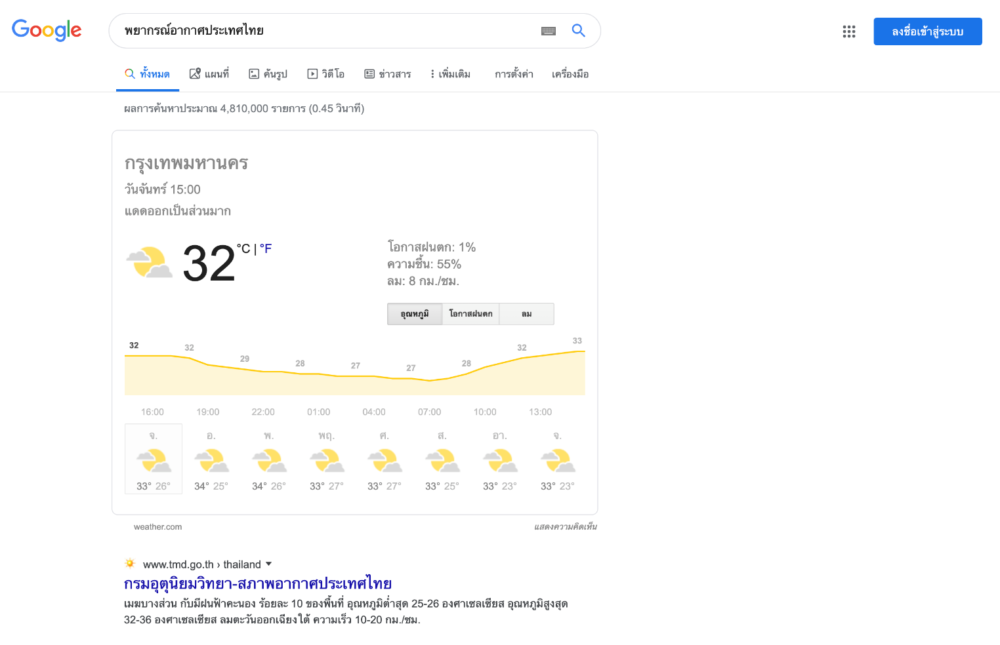 Google
พยากรณ์อากาศประเทศไทย
ลงชื่อเข้าสู่ระบบ
ทั้งหมด แผนที่ ค้นรูป วิดีโอ ข่าวสาร เพิ่มเติม การตั้งค่า เครื่องมือ
ผลการค้นหาประมาณ 4,810,000 รายการ (0.45 วินาที)
กรุงเทพมหานคร
วันจันทร์ 15:00
แดดออกเป็นส่วนมาก
32 °C | °F
โอกาสฝนตก: 1%
ความชื้น: 55%
ลม: 8 กม./ชม.
อุณหภูมิ โอกาสฝนตก ลม
32 32 29 28 27 27 28 32 33
16:00 19:00 22:00 01:00 04:00 07:00 10:00 13:00
จ. อ. พ. พฤ. ศ. ส. อา. จ.
33° 26° 34° 25° 34° 26° 33° 27° 33° 27° 33° 25° 33° 23° 33° 23°
weather.com แสดงความคิดเห็น
www.tmd.go.th › thailand
กรมอุตุนิยมวิทยา-สภาพอากาศประเทศไทย
เมฆบางส่วน กับมีฝนฟ้าคะนอง ร้อยละ 10 ของพื้นที่ อุณหภูมิต่ำสุด 25-26 องศาเซลเซียส อุณหภูมิสูงสุด
32-36 องศาเซลเซียส ลมตะวันออกเฉียงใต้ ความเร็ว 10-20 กม./ชม.